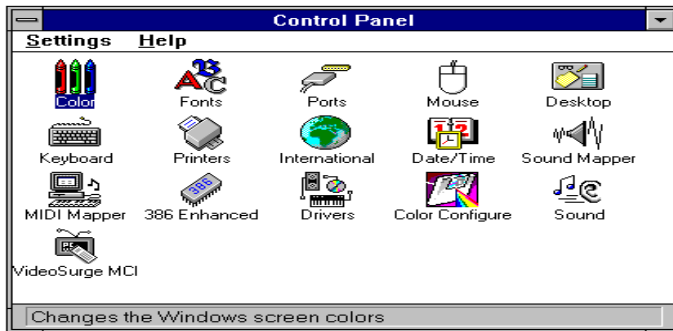 Control Panel
Settings Help
Color Fonts Ports Mouse Desktop
Keyboard Printers International Date/Time Sound Mapper
MIDI Mapper 386 Enhanced Drivers Color Configure Sound
VideoSurge MCI
Changes the Windows screen colors